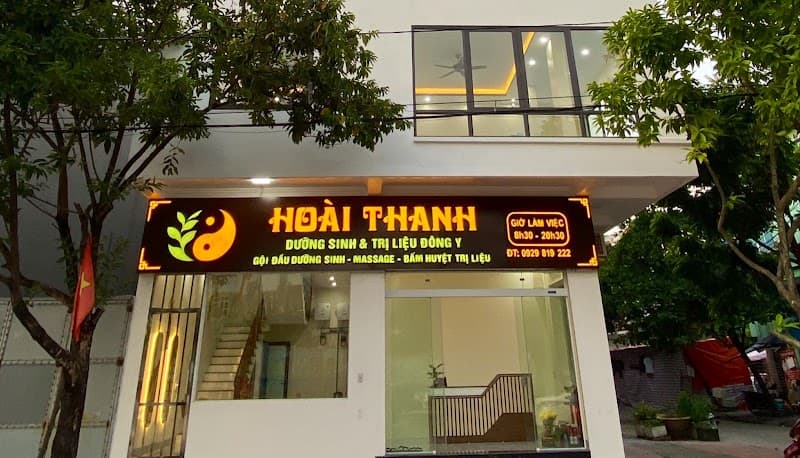 HOÀI THANH
DƯỠNG SINH & TRỊ LIỆU ĐÔNG Y
GỘI ĐẦU DƯỠNG SINH - MASSAGE - BẤM HUYỆT TRỊ LIỆU
GIỜ LÀM VIỆC
8h30 - 20h30
ĐT: 0929 819 222